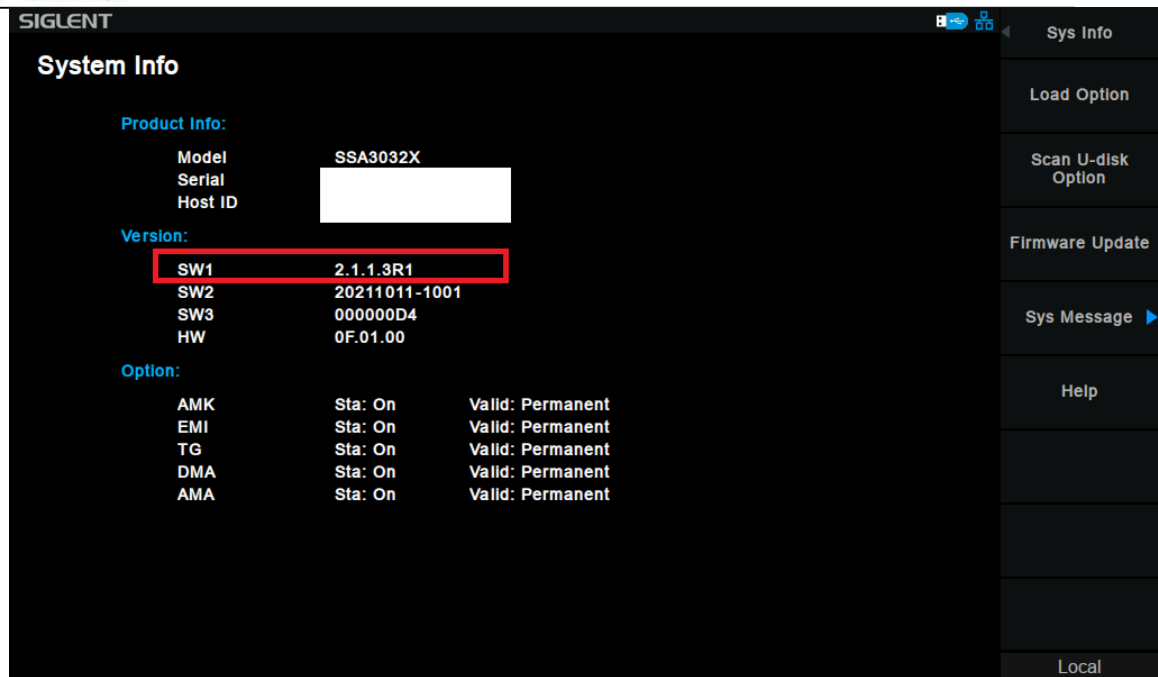 SIGLENT
System Info
Product Info:
Model SSA3032X
Serial
Host ID
Version:
SW1 2.1.1.3R1
SW2 20211011-1001
SW3 000000D4
HW 0F.01.00
Option:
AMK Sta: On Valid: Permanent
EMI Sta: On Valid: Permanent
TG Sta: On Valid: Permanent
DMA Sta: On Valid: Permanent
AMA Sta: On Valid: Permanent
Sys Info
Load Option
Scan U-disk
Option
Firmware Update
Sys Message
Help
Local